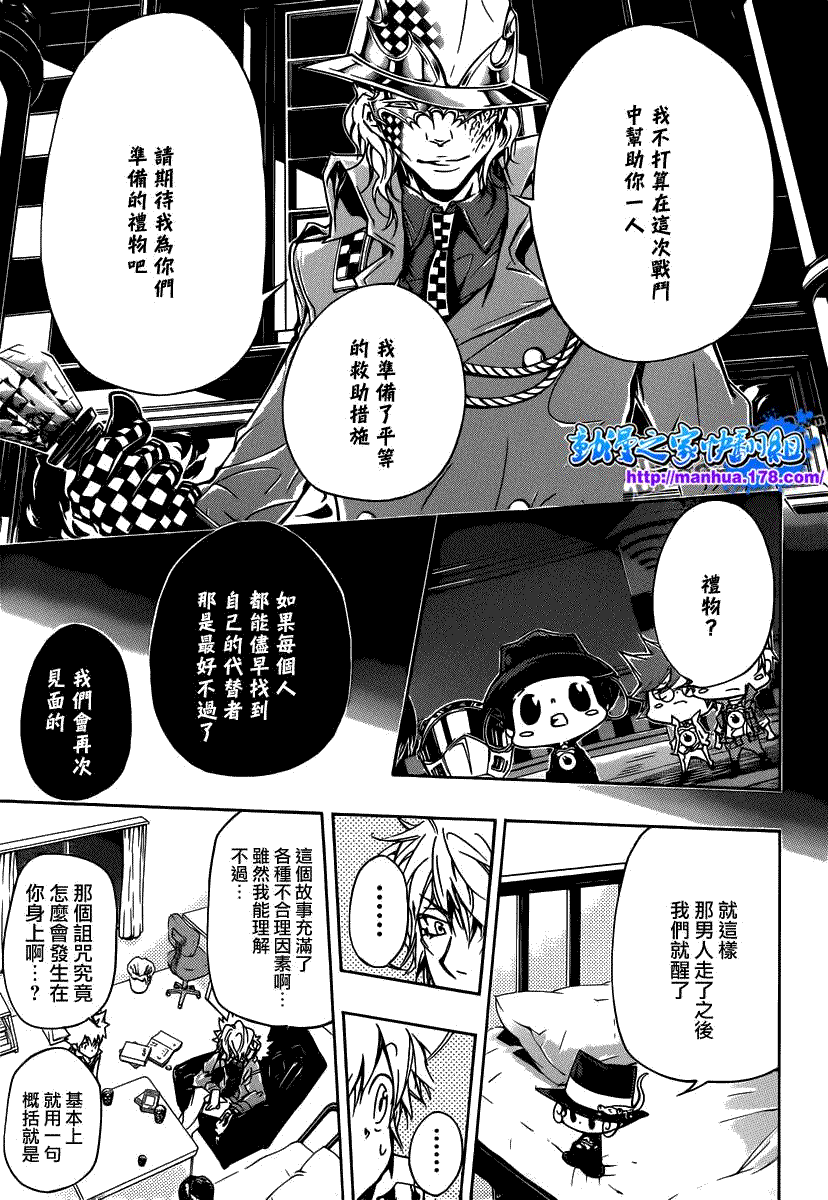 我不打算在這次戰鬥
中幫助你一人
我準備了平等
的救助措施
請期待我為你們
準備的禮物吧
動漫之家汉化组
http://manhua.178.com/
禮物？
如果每個人
都能儘早找到
自己的代替者
那是最好不過了
我們會再次
見面的
就這樣
那男人走了之後
我們就醒了
……
……
這個故事充滿了
各種不合理因素啊…
雖然我能理解
不過…
那個詛咒究竟
怎麼會發生在
你身上啊…？
基本上
就用一句
概括就是